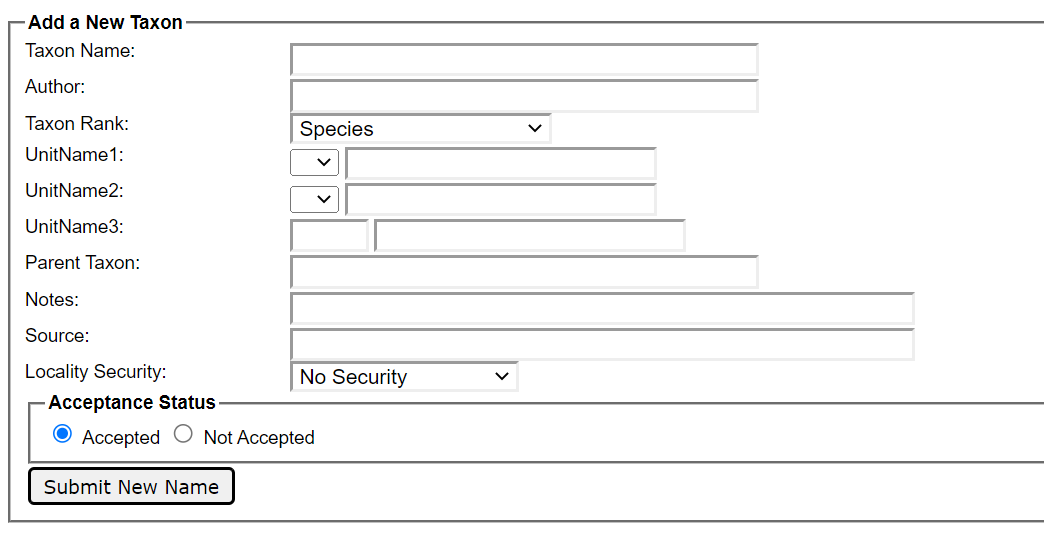 Add a New Taxon
Taxon Name:
Author:
Taxon Rank: Species
UnitName1:
UnitName2:
UnitName3:
Parent Taxon:
Notes:
Source:
Locality Security: No Security
Acceptance Status
Accepted Not Accepted
Submit New Name